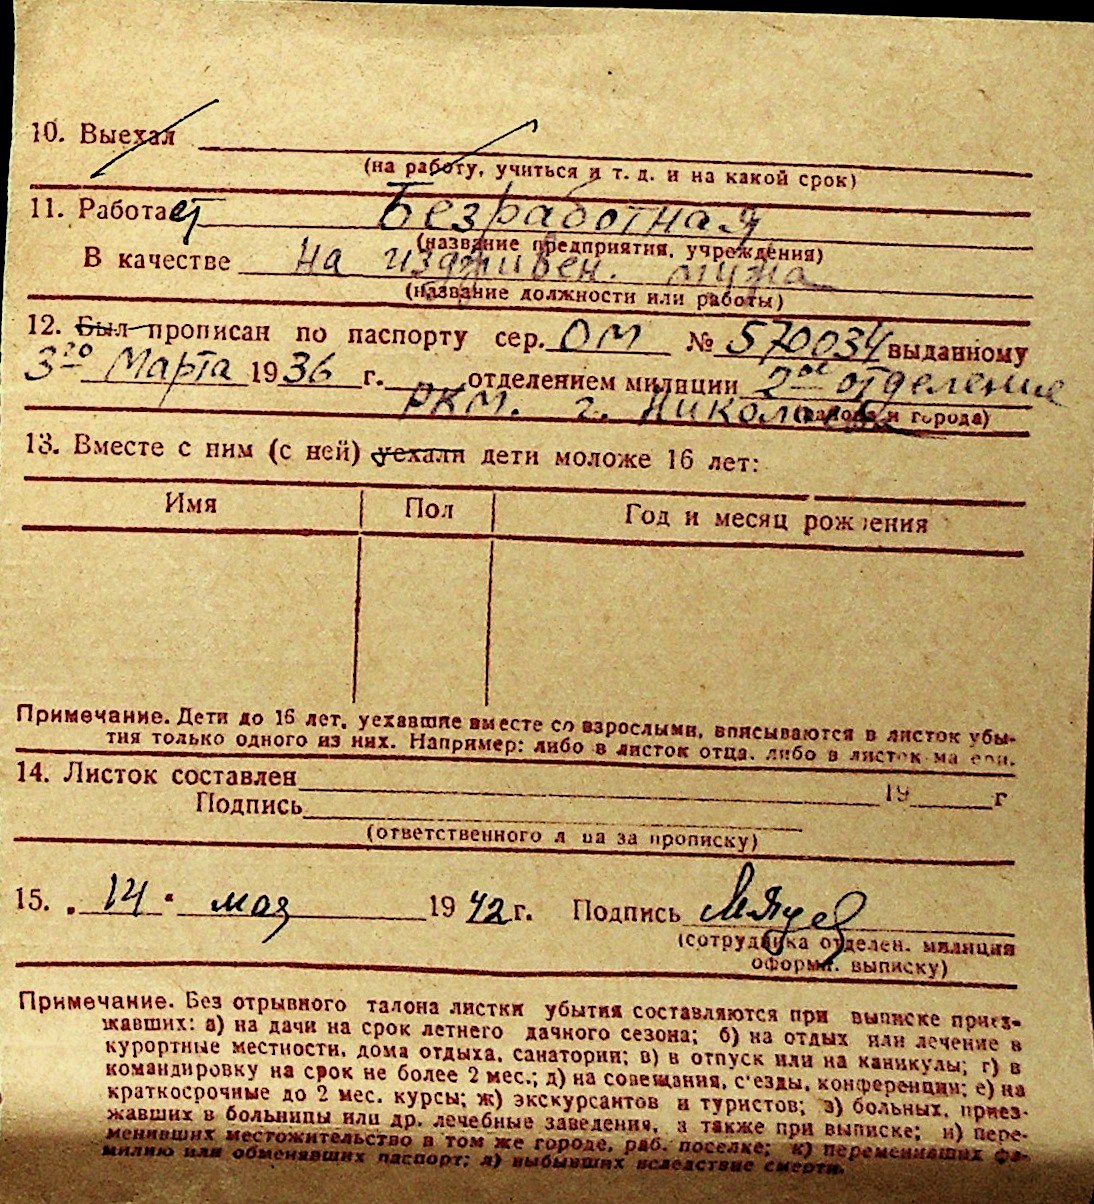 10. Выехал
(на работу, учиться и т. д. и на какой срок)
11. Работает Безработная
(название предприятия, учреждения)
В качестве на иждивен. мужа
(название должности или работы)
12. Был прописан по паспорту сер. ОМ № 570034 выданному
3го Марта 1936 г. отделением милиции 2ое отделение
РКМ. г. Николаева
(района и города)
13. Вместе с ним (с ней) уехали дети моложе 16 лет:
Имя Пол Год и месяц рождения
Примечание. Дети до 16 лет, уехавшие вместе со взрослыми, вписываются в листок убы-
тия только одного из них. Например: либо в листок отца, либо в листок матери.
14. Листок составлен 19 г
Подпись
(ответственного лица за прописку)
15. „14" мая 1942 г. Подпись
(сотрудника отделен. милиции
оформ. выписку)
Примечание. Без отрывного талона листки убытия составляются при выписке приез-
жавших: а) на дачи на срок летнего дачного сезона; б) на отдых или лечение в
курортные местности, дома отдыха, санатории; в) в отпуск или на каникулы; г) в
командировку на срок не более 2 мес.; д) на совещания, с'езды, конференции; е) на
краткосрочные до 2 мес. курсы; ж) экскурсантов и туристов; з) больных, приез-
жавших в больницы или др. лечебные заведения, а также при выписке; и) пере-
менивших местожительство в том же городе, раб. поселке; к) переменивших фа-
милию или обменявших паспорт; л) выбывших вследствие смерти.